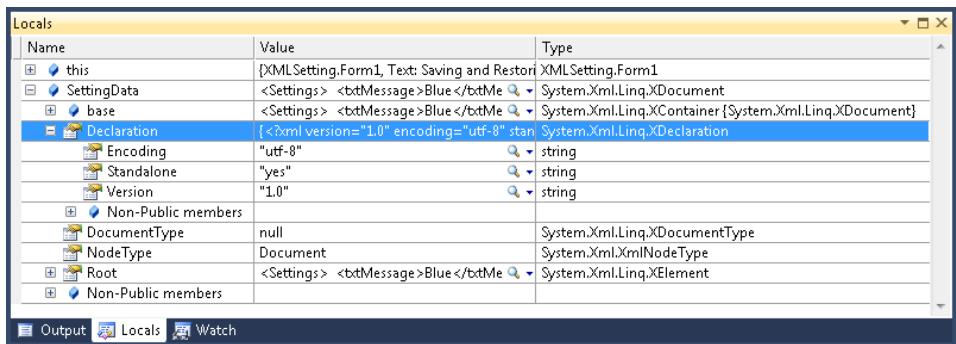 Locals
Name Value Type
this {XMLSetting.Form1, Text: Saving and Restori XMLSetting.Form1
SettingData <Settings> <txtMessage>Blue</txtMe System.Xml.Linq.XDocument
base <Settings> <txtMessage>Blue</txtMe System.Xml.Linq.XContainer {System.Xml.Linq.XDocument}
Declaration {<?xml version="1.0" encoding="utf-8" stan System.Xml.Linq.XDeclaration
Encoding "utf-8" string
Standalone "yes" string
Version "1.0" string
Non-Public members
DocumentType null System.Xml.Linq.XDocumentType
NodeType Document System.Xml.XmlNodeType
Root <Settings> <txtMessage>Blue</txtMe System.Xml.Linq.XElement
Non-Public members
Output Locals Watch